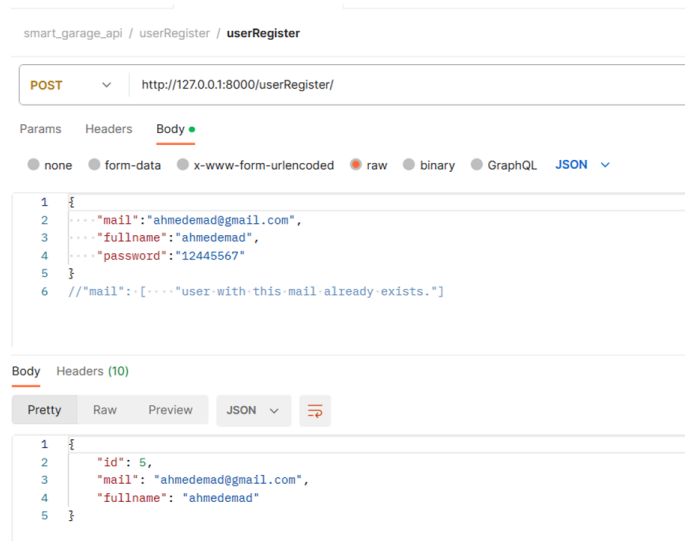 smart_garage_api / userRegister / userRegister
POST http://127.0.0.1:8000/userRegister/
Params Headers Body
none form-data x-www-form-urlencoded raw binary GraphQL JSON
1 {
2 ····"mail":"ahmedemad@gmail.com",
3 ····"fullname":"ahmedemad",
4 ····"password":"12445567"
5 }
6 //"mail":·[····"user·with·this·mail·already·exists."]
Body Headers (10)
Pretty Raw Preview JSON
1 {
2 "id": 5,
3 "mail": "ahmedemad@gmail.com",
4 "fullname": "ahmedemad"
5 }